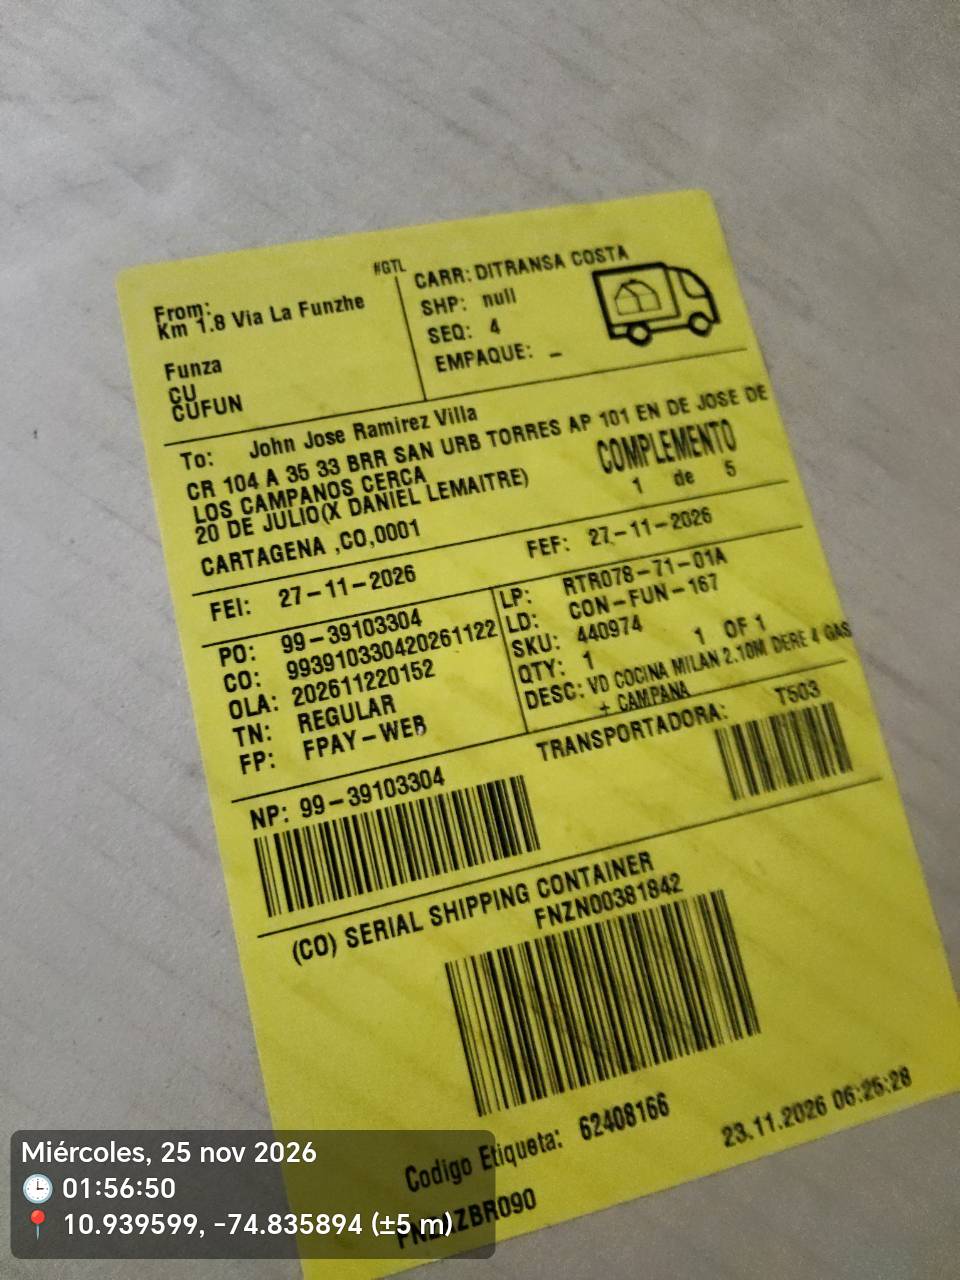 #GTL
From:
Km 1.8 Via La Funzhe
Funza
CU
CUFUN
CARR: DITRANSA COSTA
SHP: null
SEQ: 4
EMPAQUE: _
To: John Jose Ramirez Villa
CR 104 A 35 33 BRR SAN URB TORRES AP 101 EN DE JOSE DE
LOS CAMPANOS CERCA
20 DE JULIO(X DANIEL LEMAITRE)
CARTAGENA ,CO,0001
COMPLEMENTO
1 de 5
FEI: 27-11-2026
FEF: 27-11-2026
PO: 99-39103304
CO: 993910330420261122
OLA: 202611220152
TN: REGULAR
FP: FPAY-WEB
LP: RTR078-71-01A
LD: CON-FUN-167
SKU: 440974
QTY: 1 1 OF 1
DESC: VD COCINA MILAN 2.10M DERE 4 GAS
+ CAMPANA
NP: 99-39103304
TRANSPORTADORA: T503
(CO) SERIAL SHIPPING CONTAINER
FNZN00381842
Codigo Etiqueta: 62408166
23.11.2026 06:25:28
Miércoles, 25 nov 2026
01:56:50
10.939599, -74.835894 (±5 m)